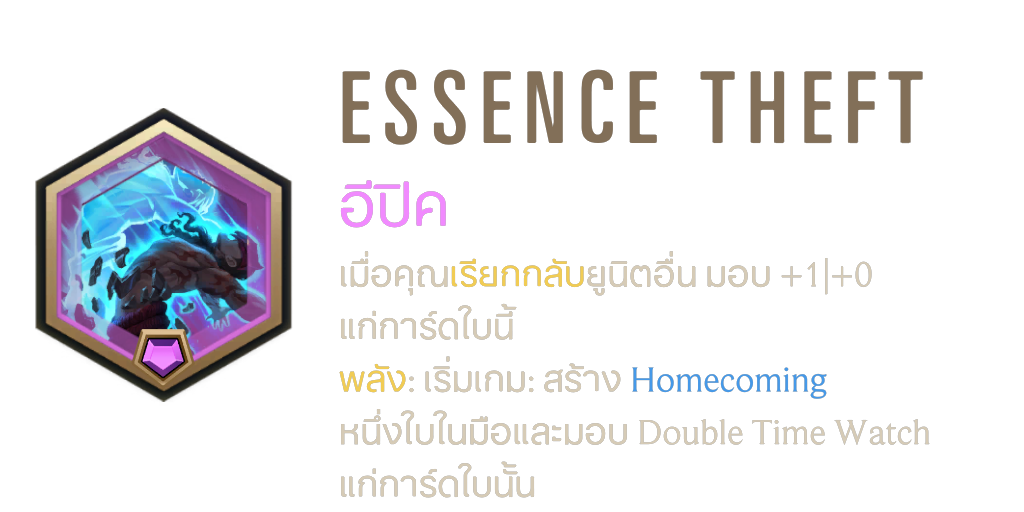 ESSENCE THEFT
อีปิค
เมื่อคุณเรียกกลับยูนิตอื่น มอบ +1|+0
แก่การ์ดใบนี้
พลัง: เริ่มเกม: สร้าง Homecoming
หนึ่งใบในมือและมอบ Double Time Watch
แก่การ์ดใบนั้น